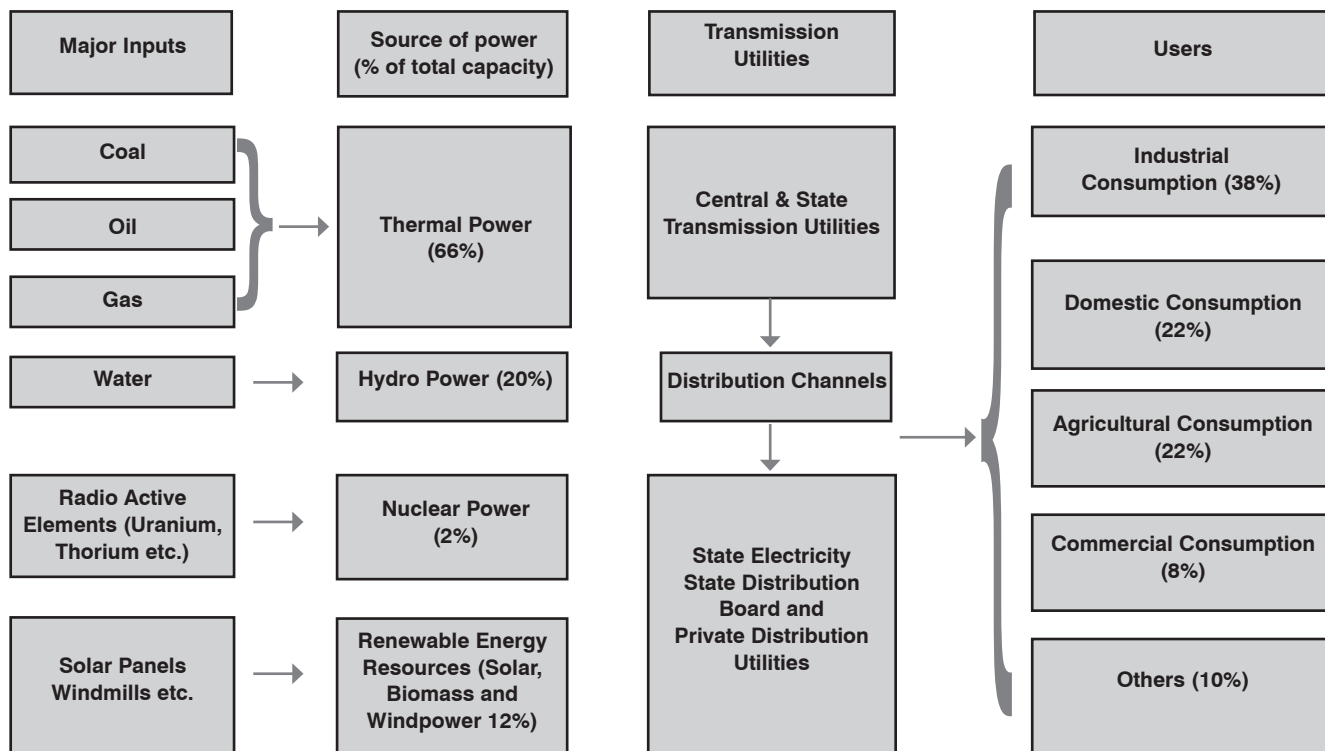 Major Inputs
Source of power
(% of total capacity)
Transmission
Utilities
Users
Coal
Oil
Gas
Thermal Power
(66%)
Central & State
Transmission Utilities
Industrial
Consumption (38%)
Domestic Consumption
(22%)
Water
Hydro Power (20%)
Distribution Channels
Agricultural Consumption
(22%)
Radio Active
Elements (Uranium,
Thorium etc.)
Nuclear Power
(2%)
State Electricity
State Distribution
Board and
Private Distribution
Utilities
Commercial Consumption
(8%)
Solar Panels
Windmills etc.
Renewable Energy
Resources (Solar,
Biomass and
Windpower 12%)
Others (10%)